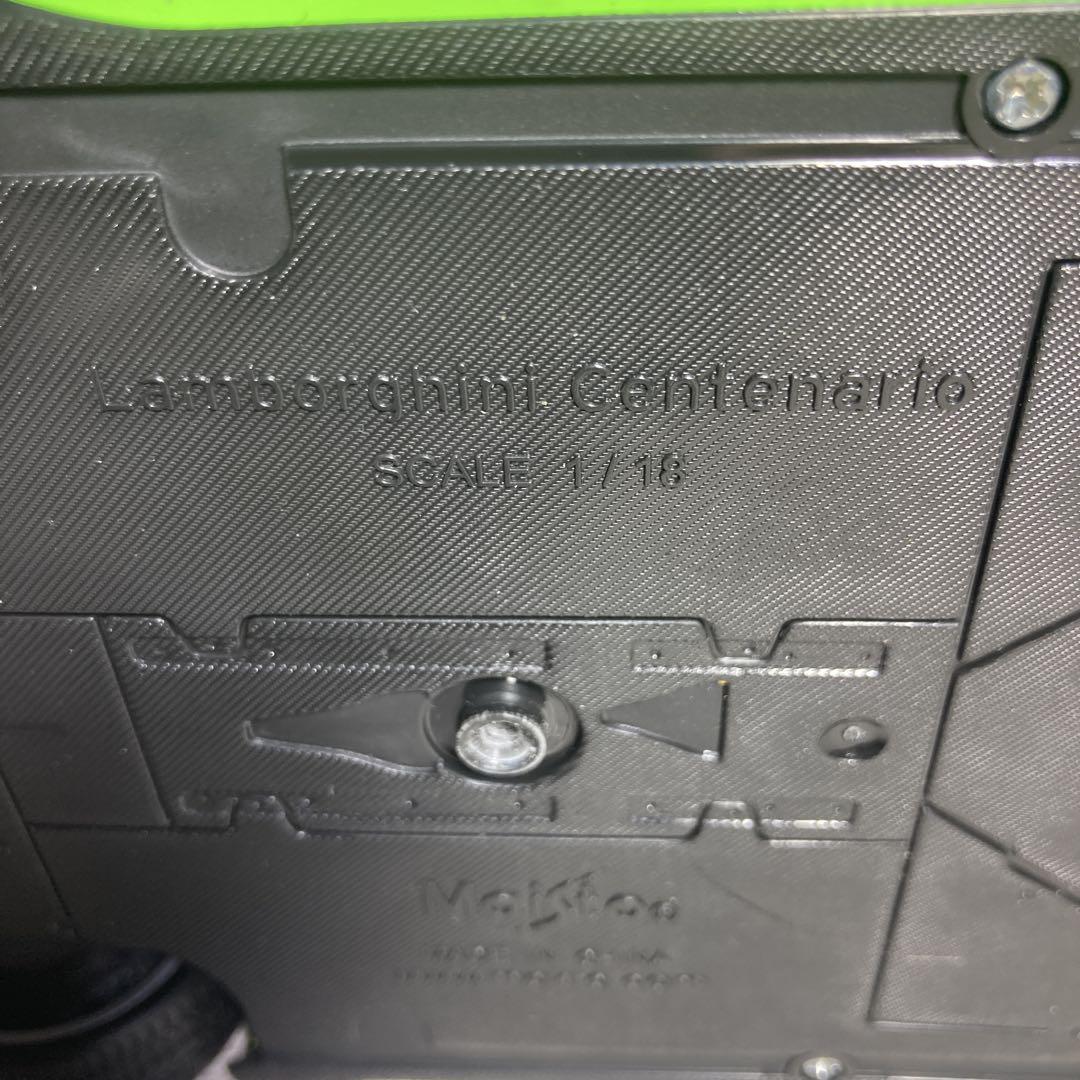 Lamborghini Centenario
SCALE 1/18
Maisto
MADE IN CHINA